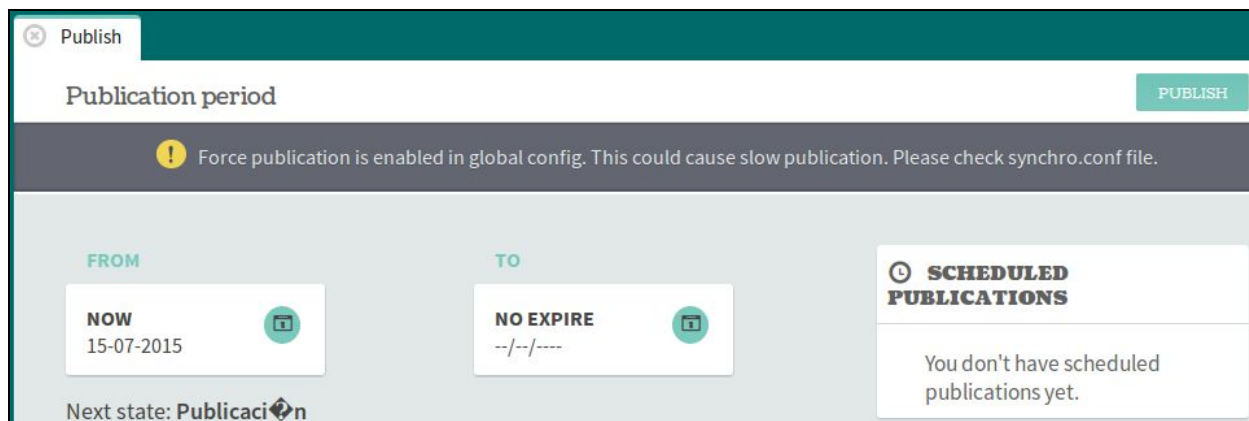 Publish
Publication period
PUBLISH
Force publication is enabled in global config. This could cause slow publication. Please check synchro.conf file.
FROM
TO
NOW
15-07-2015
NO EXPIRE
--/--/----
SCHEDULED
PUBLICATIONS
You don't have scheduled
publications yet.
Next state: Publicaci�n